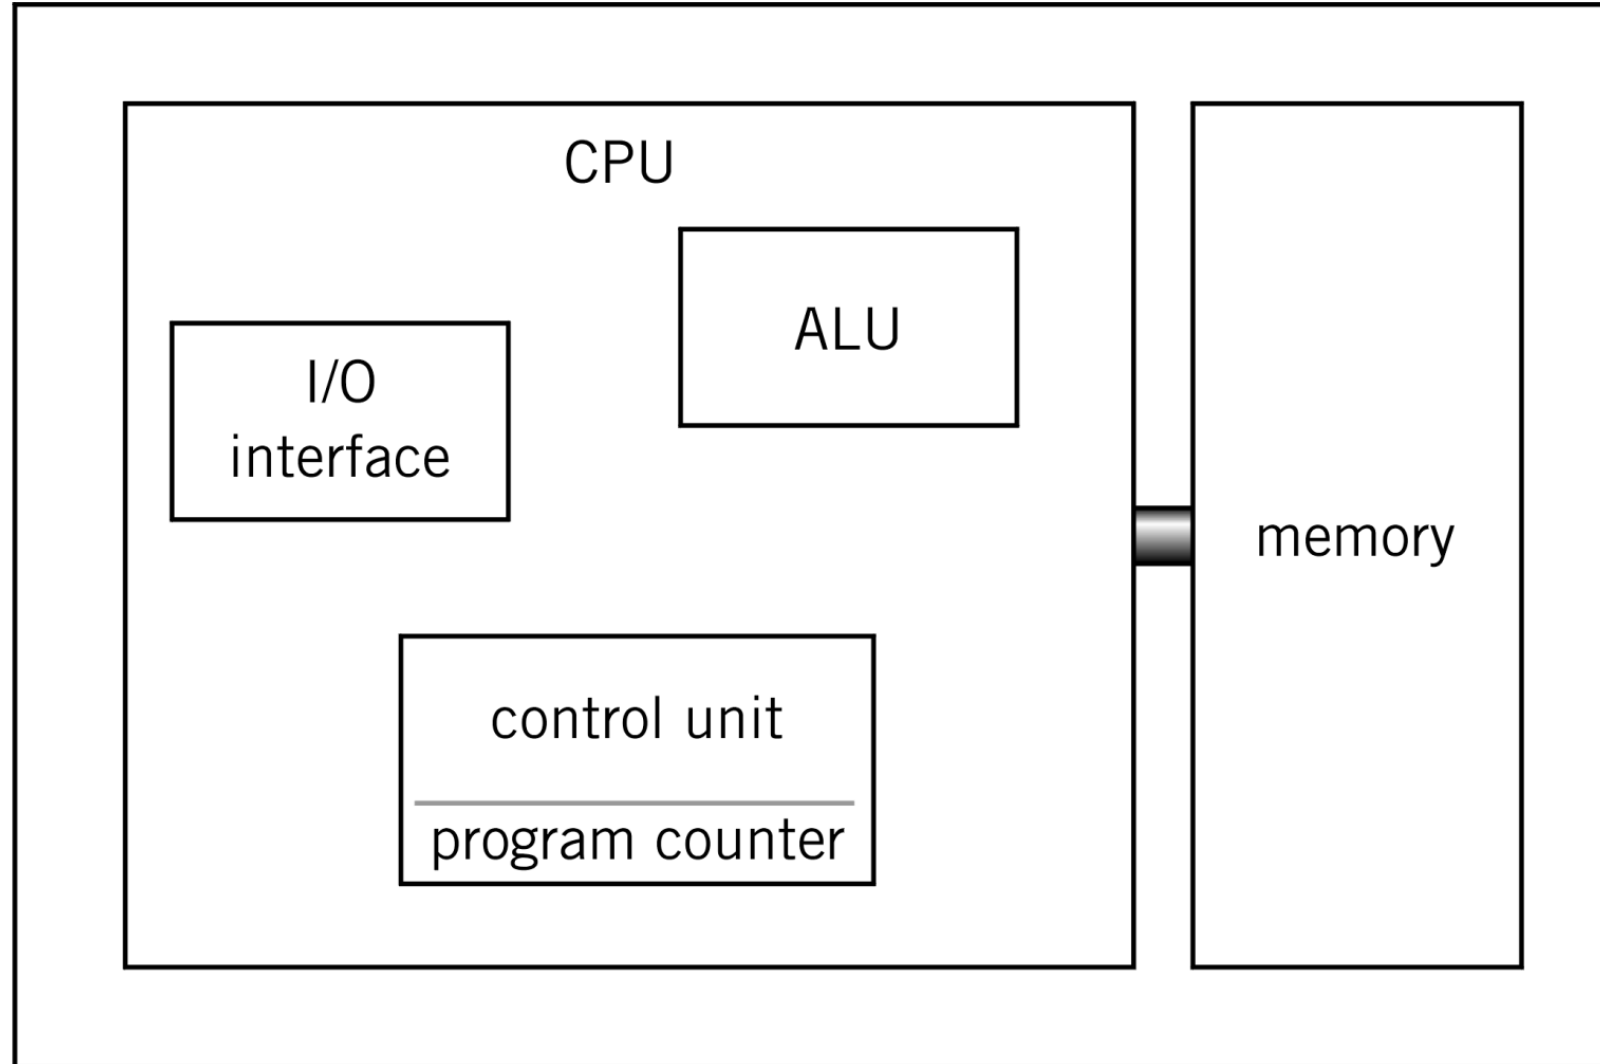 CPU
ALU
I/O
interface
memory
control unit
program counter